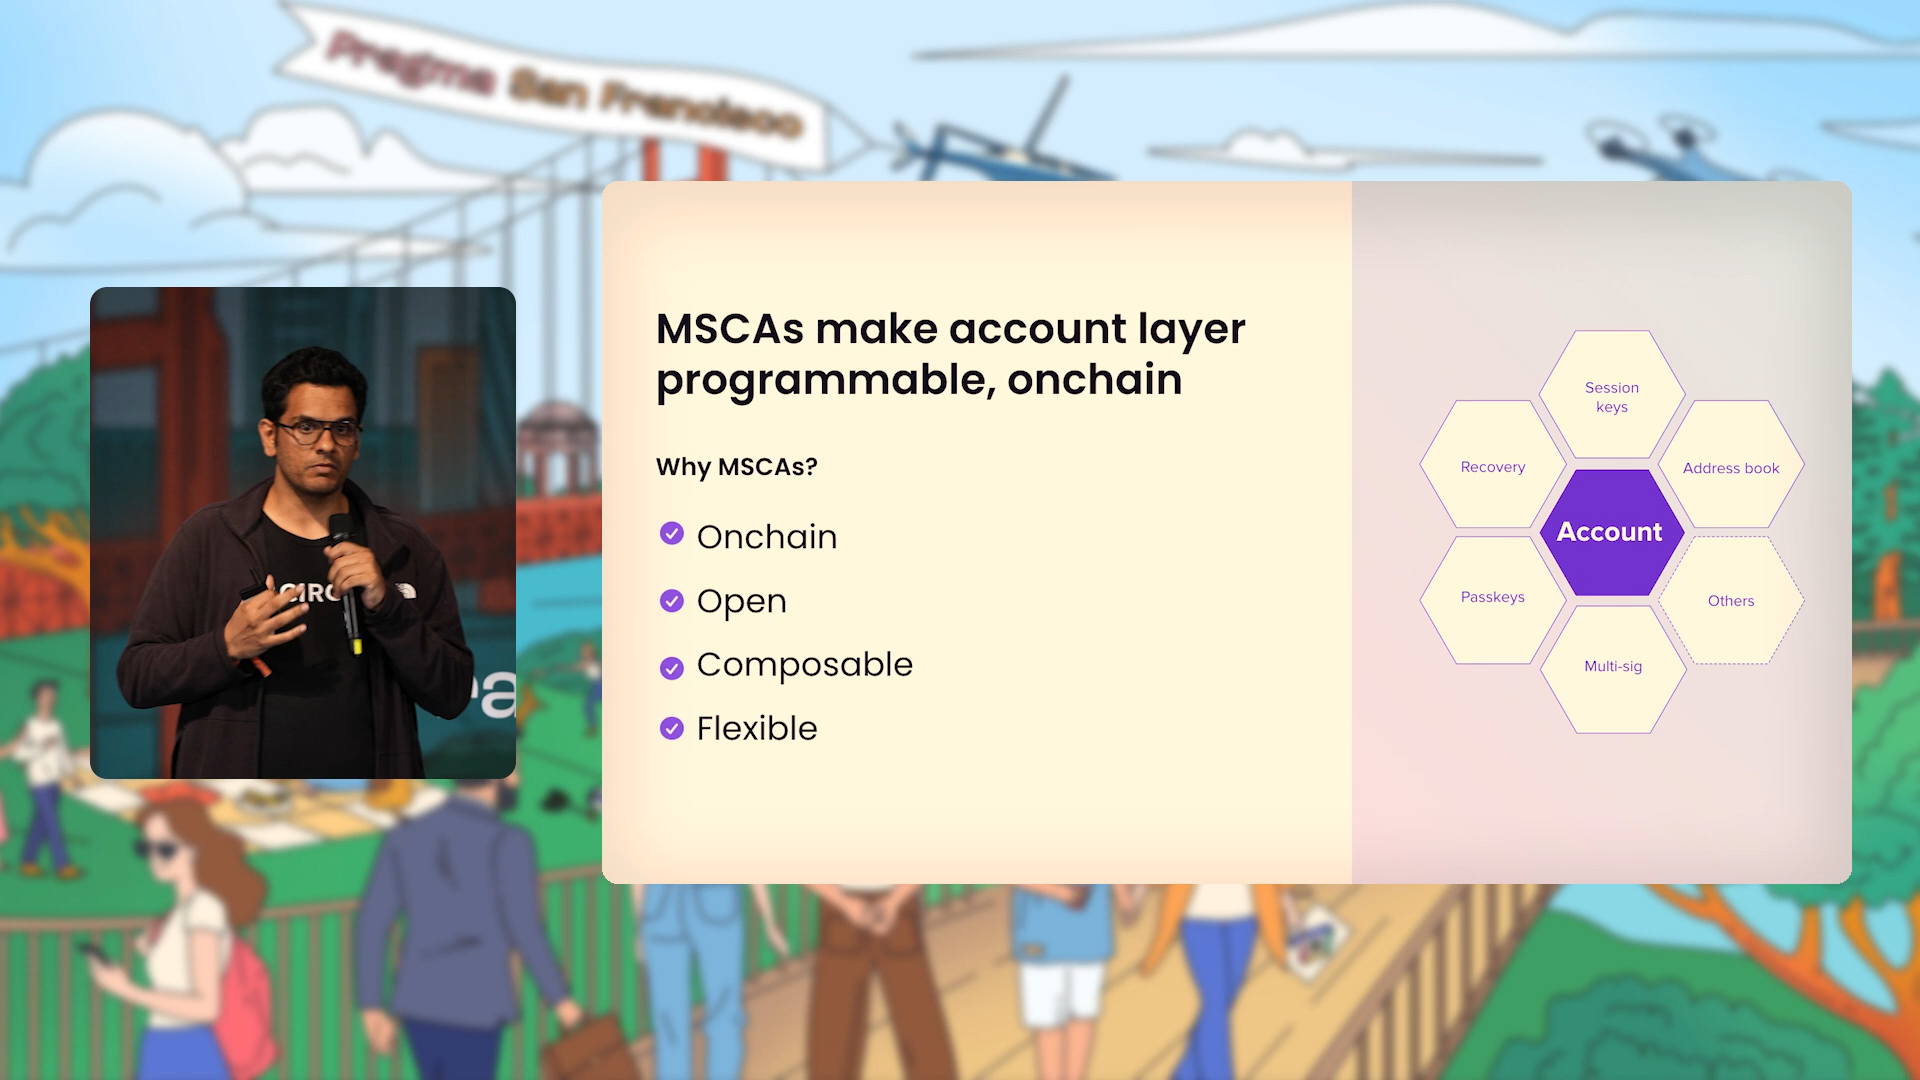 Pragma San Francisco
MSCAs make account layer
programmable, onchain
Why MSCAs?
Onchain
Open
Composable
Flexible
Session
keys
Recovery
Address book
Account
Passkeys
Others
Multi-sig
CIRC